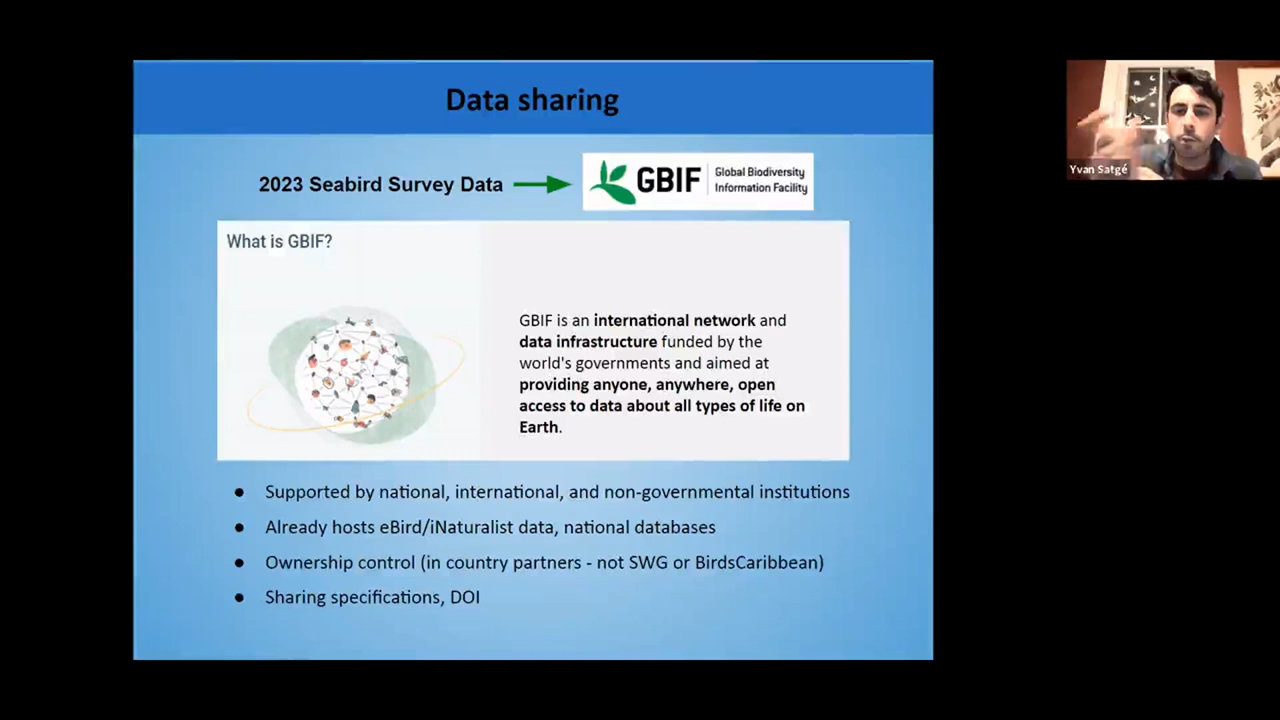 Data sharing
2023 Seabird Survey Data
GBIF
Global Biodiversity
Information Facility
What is GBIF?
GBIF is an international network and
data infrastructure funded by the
world's governments and aimed at
providing anyone, anywhere, open
access to data about all types of life on
Earth.
● Supported by national, international, and non-governmental institutions
● Already hosts eBird/iNaturalist data, national databases
● Ownership control (in country partners - not SWG or BirdsCaribbean)
● Sharing specifications, DOI
Yvan Satgé